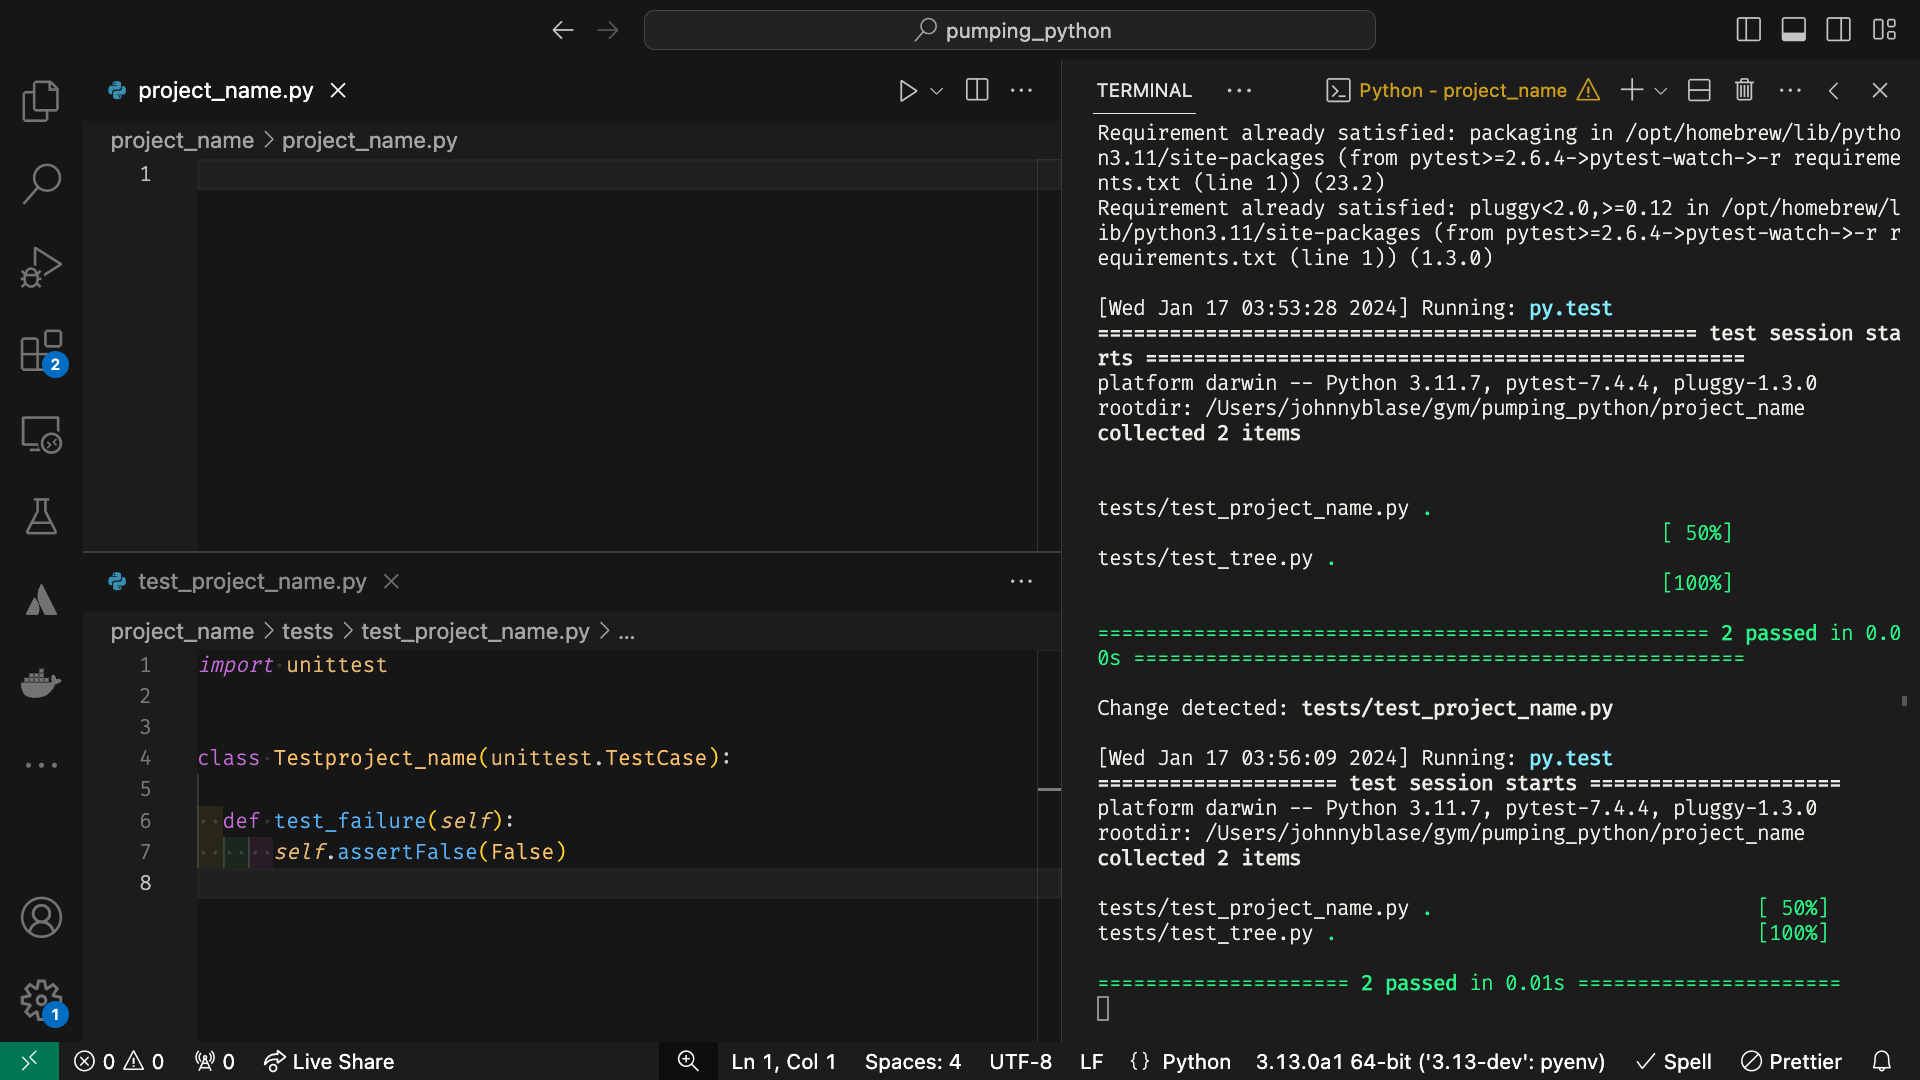 pumping_python
project_name.py
project_name > project_name.py
1
test_project_name.py
project_name > tests > test_project_name.py > ...
1 import unittest
2
3
4 class Testproject_name(unittest.TestCase):
5
6 def test_failure(self):
7 self.assertFalse(False)
8
TERMINAL
Python - project_name
Requirement already satisfied: packaging in /opt/homebrew/lib/pytho
n3.11/site-packages (from pytest>=2.6.4->pytest-watch->-r requireme
nts.txt (line 1)) (23.2)
Requirement already satisfied: pluggy<2.0,>=0.12 in /opt/homebrew/l
ib/python3.11/site-packages (from pytest>=2.6.4->pytest-watch->-r r
equirements.txt (line 1)) (1.3.0)
[Wed Jan 17 03:53:28 2024] Running: py.test
================================================== test session sta
rts ==================================================
platform darwin -- Python 3.11.7, pytest-7.4.4, pluggy-1.3.0
rootdir: /Users/johnnyblase/gym/pumping_python/project_name
collected 2 items
tests/test_project_name.py .
[ 50%]
tests/test_tree.py .
[100%]
=================================================== 2 passed in 0.0
0s ===================================================
Change detected: tests/test_project_name.py
[Wed Jan 17 03:56:09 2024] Running: py.test
==================== test session starts =====================
platform darwin -- Python 3.11.7, pytest-7.4.4, pluggy-1.3.0
rootdir: /Users/johnnyblase/gym/pumping_python/project_name
collected 2 items
tests/test_project_name.py . [ 50%]
tests/test_tree.py . [100%]
===================== 2 passed in 0.01s ======================
2
1
0 0 0 Live Share Ln 1, Col 1 Spaces: 4 UTF-8 LF {} Python 3.13.0a1 64-bit ('3.13-dev': pyenv) Spell Prettier